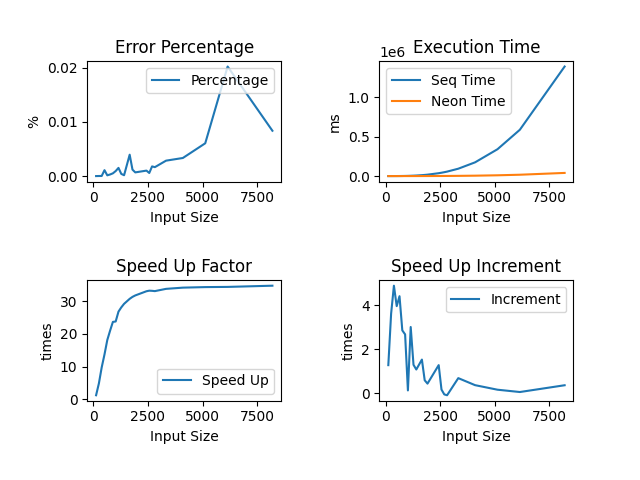 Error Percentage
%
0.02
0.01
0.00
Percentage
0
2500
5000
7500
Input Size
Execution Time
1e6
ms
1.0
0.5
0.0
Seq Time
Neon Time
0
2500
5000
7500
Input Size
Speed Up Factor
times
30
20
10
0
Speed Up
0
2500
5000
7500
Input Size
Speed Up Increment
times
4
2
0
Increment
0
2500
5000
7500
Input Size